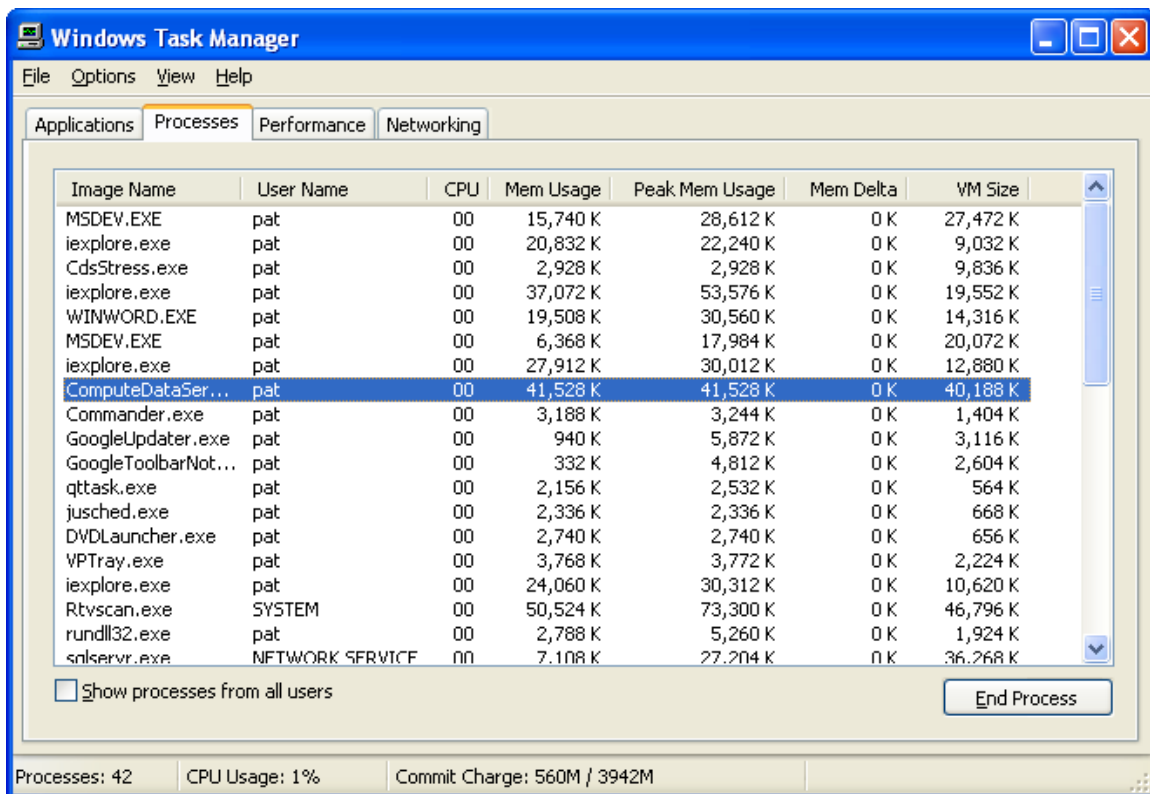 Windows Task Manager
File Options View Help
Applications Processes Performance Networking
Image Name User Name CPU Mem Usage Peak Mem Usage Mem Delta VM Size
MSDEV.EXE pat 00 15,740 K 28,612 K 0 K 27,472 K
iexplore.exe pat 00 20,832 K 22,240 K 0 K 9,032 K
CdsStress.exe pat 00 2,928 K 2,928 K 0 K 9,836 K
iexplore.exe pat 00 37,072 K 53,576 K 0 K 19,552 K
WINWORD.EXE pat 00 19,508 K 30,560 K 0 K 14,316 K
MSDEV.EXE pat 00 6,368 K 17,984 K 0 K 20,072 K
iexplore.exe pat 00 27,912 K 30,012 K 0 K 12,880 K
ComputeDataSer... pat 00 41,528 K 41,528 K 0 K 40,188 K
Commander.exe pat 00 3,188 K 3,244 K 0 K 1,404 K
GoogleUpdater.exe pat 00 940 K 5,872 K 0 K 3,116 K
GoogleToolbarNot... pat 00 332 K 4,812 K 0 K 2,604 K
qttask.exe pat 00 2,156 K 2,532 K 0 K 564 K
jusched.exe pat 00 2,336 K 2,336 K 0 K 668 K
DVDLauncher.exe pat 00 2,740 K 2,740 K 0 K 656 K
VPTray.exe pat 00 3,768 K 3,772 K 0 K 2,224 K
iexplore.exe pat 00 24,060 K 30,312 K 0 K 10,620 K
Rtvscan.exe SYSTEM 00 50,524 K 73,300 K 0 K 46,796 K
rundll32.exe pat 00 2,788 K 5,260 K 0 K 1,924 K
sqlservr.exe NETWORK SERVICE 00 7,108 K 27,204 K 0 K 36,268 K
Show processes from all users
End Process
Processes: 42 CPU Usage: 1% Commit Charge: 560M / 3942M